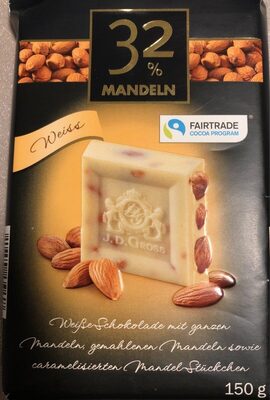 32
%
MANDELN
Weiss
FAIRTRADE
COCOA PROGRAM
J.D. GROSS
Weiße Schokolade mit ganzen
Mandeln, gemahlenen Mandeln sowie
caramelisierten Mandel-Stückchen
150 g